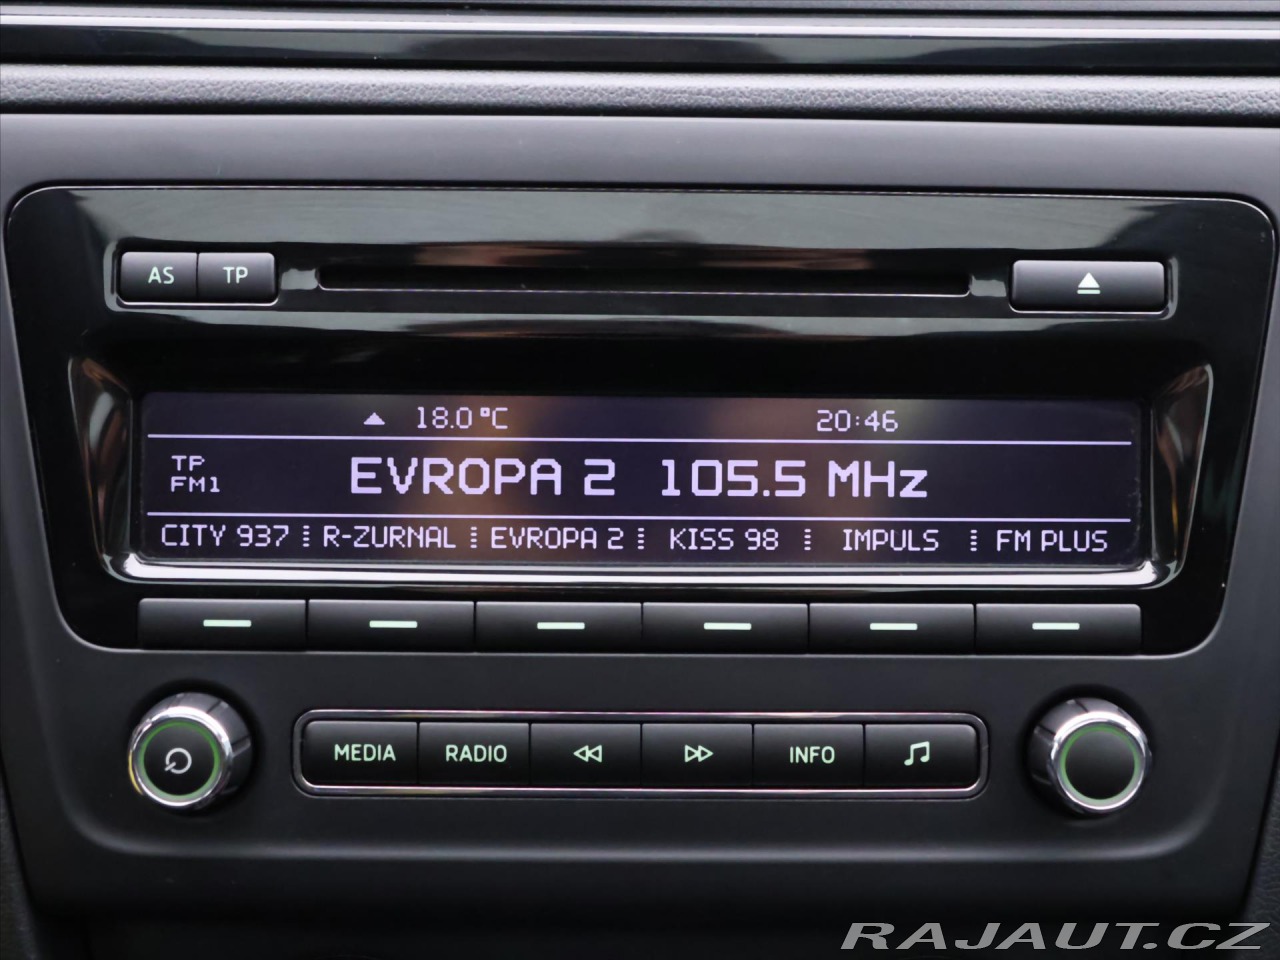 AS TP
18.0 °C 20:46
TP
FM1
EVROPA 2 105.5 MHz
CITY 937 R-ZURNAL EVROPA 2 KISS 98 IMPULS FM PLUS
MEDIA RADIO INFO
RAJAUT.CZ